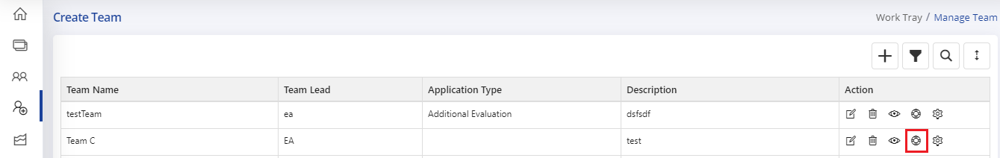 Create Team
Work Tray / Manage Team
Team Name Team Lead Application Type Description Action
testTeam ea Additional Evaluation dsfsdf
Team C EA test